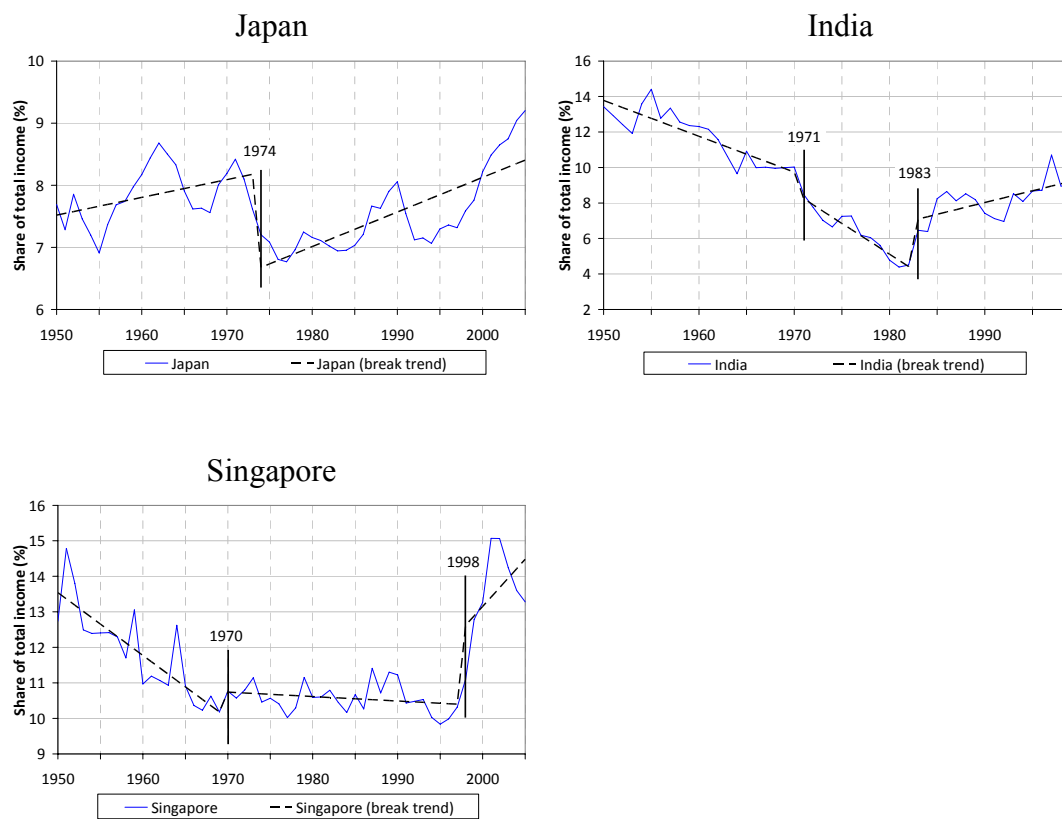 Japan
Share of total income (%)
10
9
8
7
6
1974
1950 1960 1970 1980 1990 2000
Japan Japan (break trend)
India
Share of total income (%)
16
14
12
10
8
6
4
2
1971
1983
1950 1960 1970 1980 1990
India India (break trend)
Singapore
Share of total income (%)
16
15
14
13
12
11
10
9
1970
1998
1950 1960 1970 1980 1990 2000
Singapore Singapore (break trend)